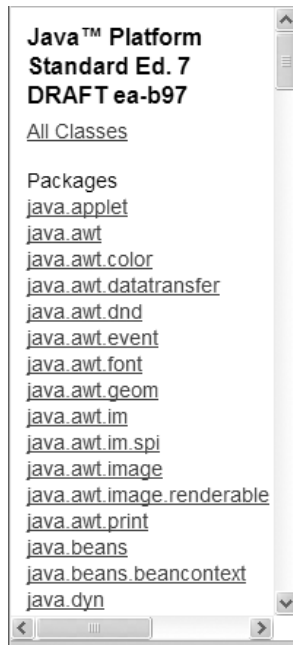 Java™ Platform
Standard Ed. 7
DRAFT ea-b97
All Classes
Packages
java.applet
java.awt
java.awt.color
java.awt.datatransfer
java.awt.dnd
java.awt.event
java.awt.font
java.awt.geom
java.awt.im
java.awt.im.spi
java.awt.image
java.awt.image.renderable
java.awt.print
java.beans
java.beans.beancontext
java.dyn